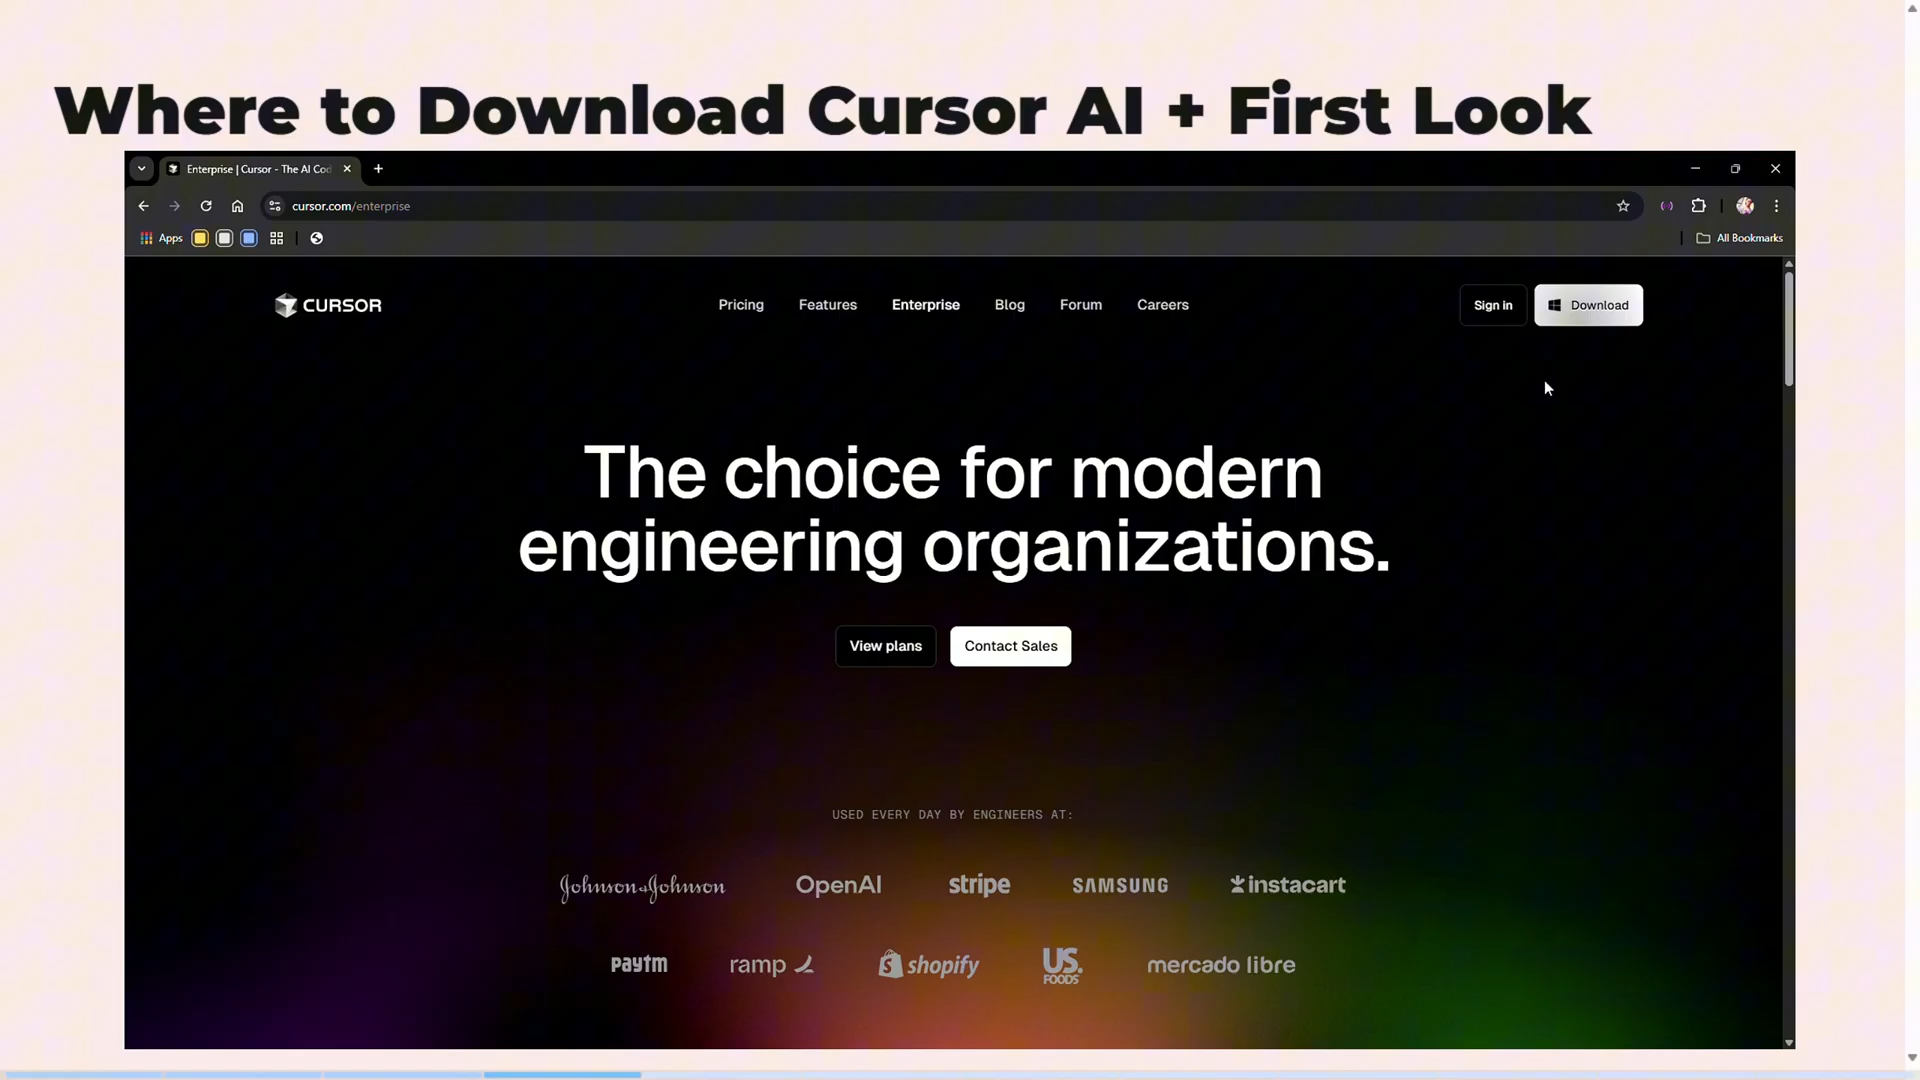 Where to Download Cursor AI + First Look
Enterprise | Cursor - The AI Cod
cursor.com/enterprise
Apps
All Bookmarks
CURSOR
Pricing
Features
Enterprise
Blog
Forum
Careers
Sign in
Download
The choice for modern
engineering organizations.
View plans
Contact Sales
USED EVERY DAY BY ENGINEERS AT:
Johnson & Johnson
OpenAI
stripe
SAMSUNG
instacart
paytm
ramp
shopify
US.
FOODS
mercado libre